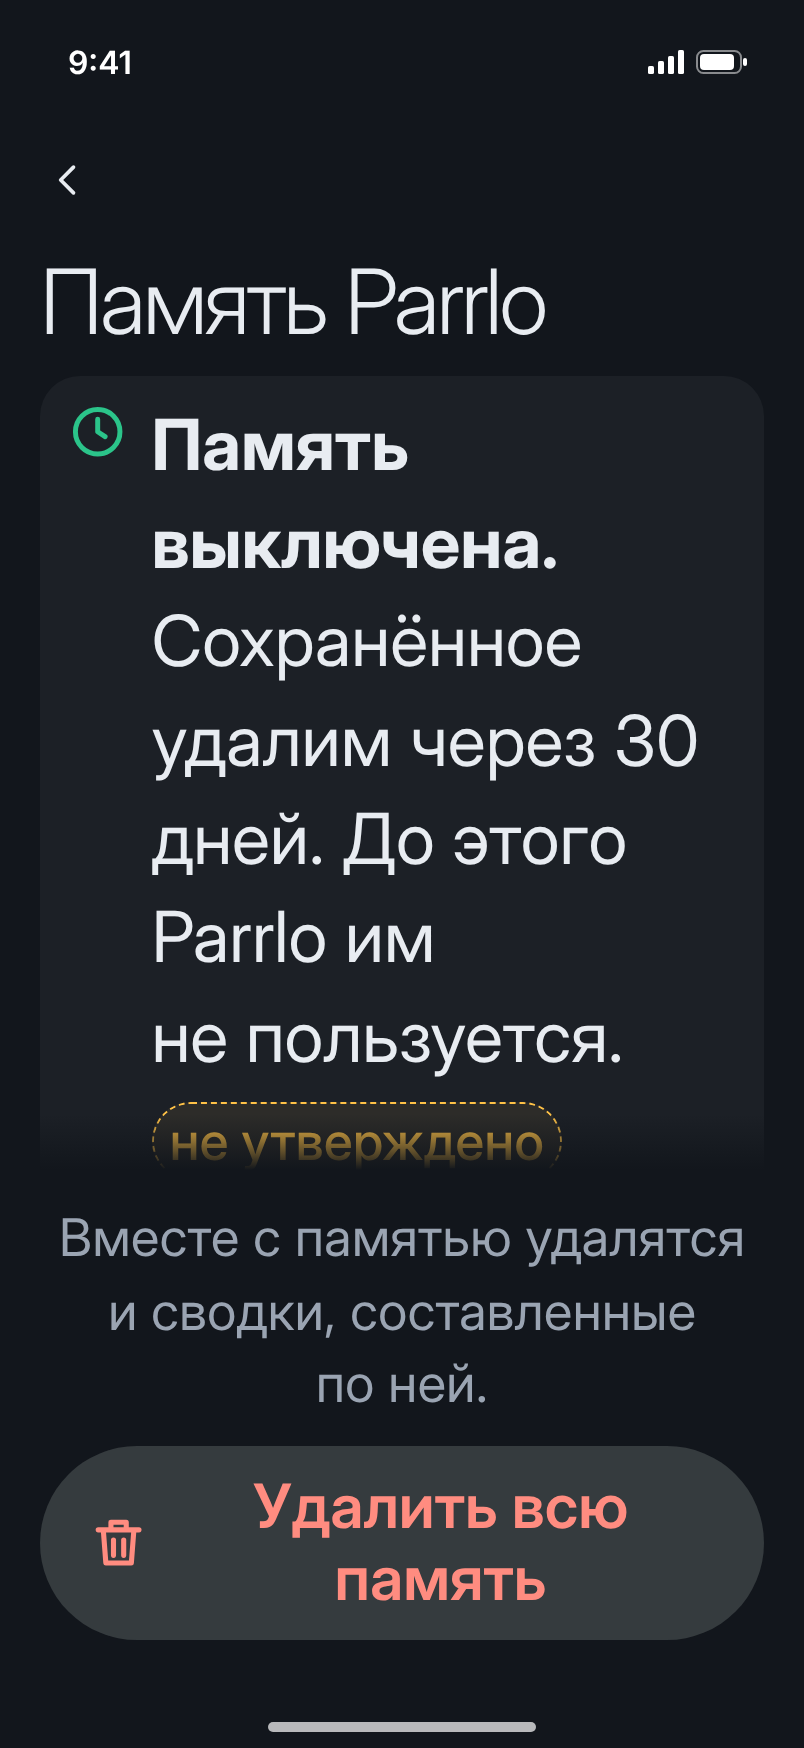 9:41
Память Parrlo
Память
выключена.
Сохранённое
удалим через 30
дней. До этого
Parrlo им
не пользуется.
не утверждено
Вместе с памятью удалятся
и сводки, составленные
по ней.
Удалить всю
память